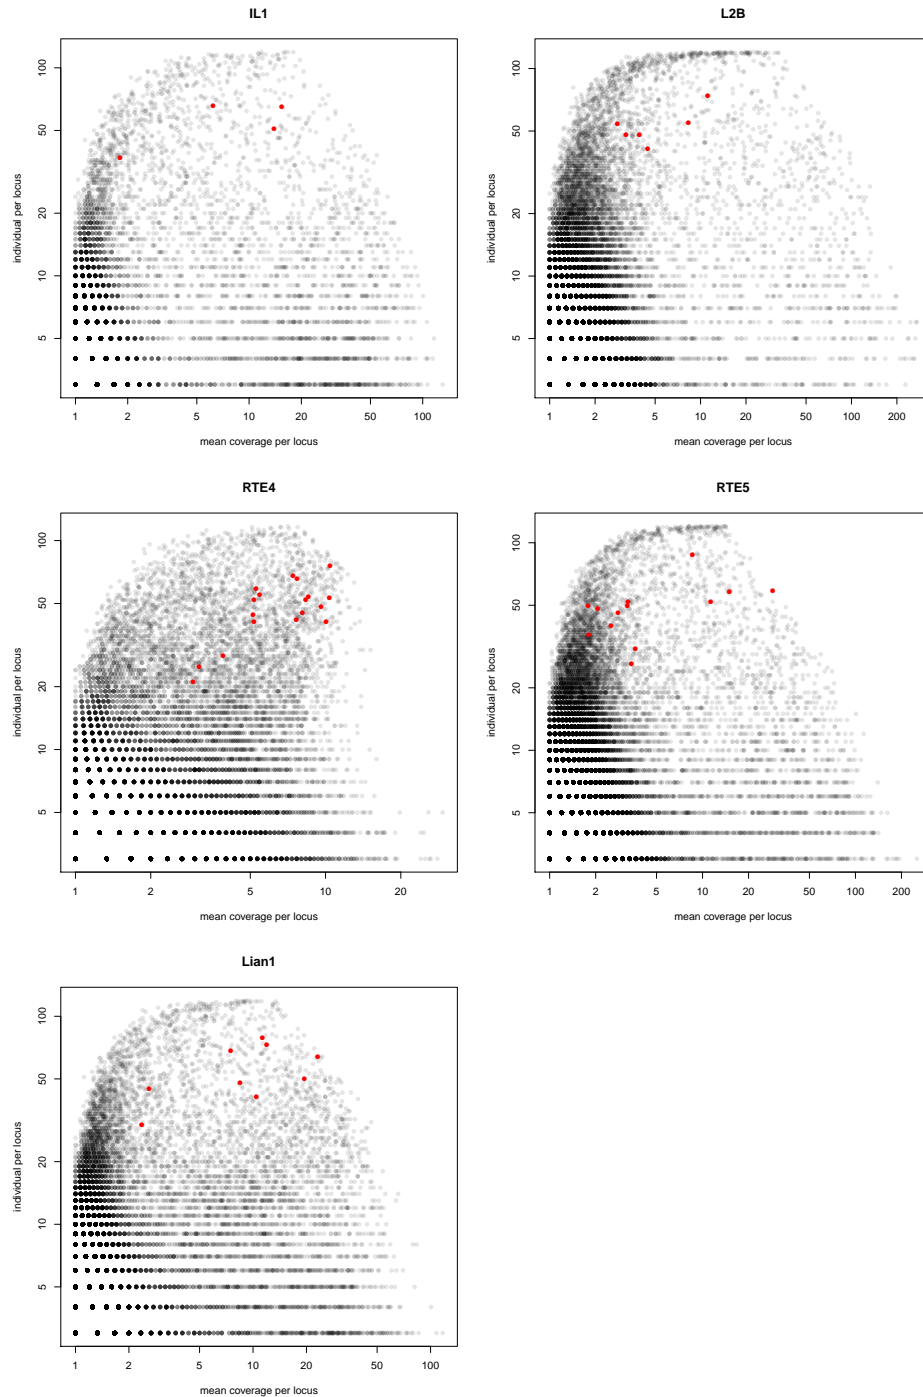 IL1
individual per locus
100
50
20
10
5
1 2 5 10 20 50 100
mean coverage per locus
L2B
individual per locus
100
50
20
10
5
1 2 5 10 20 50 100 200
mean coverage per locus
RTE4
individual per locus
100
50
20
10
5
1 2 5 10 20
mean coverage per locus
RTE5
individual per locus
100
50
20
10
5
1 2 5 10 20 50 100 200
mean coverage per locus
Lian1
individual per locus
100
50
20
10
5
1 2 5 10 20 50 100
mean coverage per locus